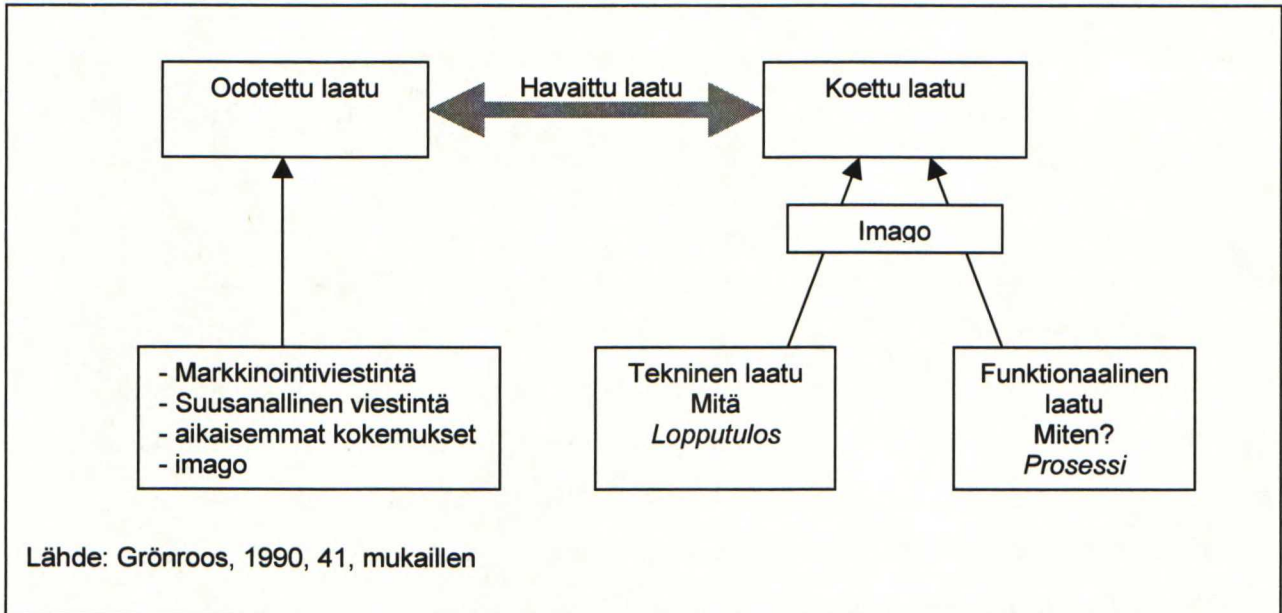 Odotettu laatu
Havaittu laatu
Koettu laatu
Imago
- Markkinointiviestintä
- Suusanallinen viestintä
- aikaisemmat kokemukset
- imago
Tekninen laatu
Mitä
Lopputulos
Funktionaalinen
laatu
Miten?
Prosessi
Lähde: Grönroos, 1990, 41, mukaillen